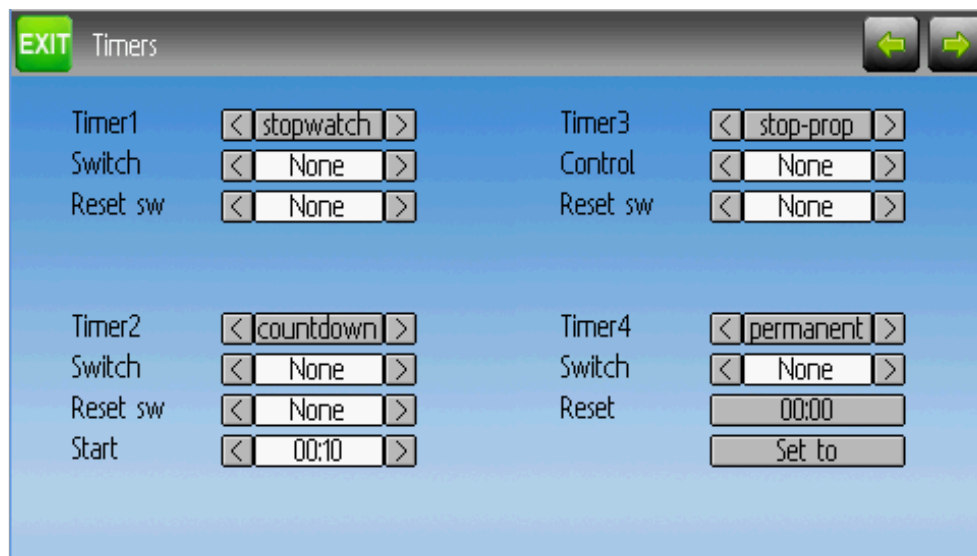 EXIT Timers
Timer1 < stopwatch >
Switch < None >
Reset sw < None >
Timer3 < stop-prop >
Control < None >
Reset sw < None >
Timer2 < countdown >
Switch < None >
Reset sw < None >
Start < 00:10 >
Timer4 < permanent >
Switch < None >
Reset 00:00
Set to